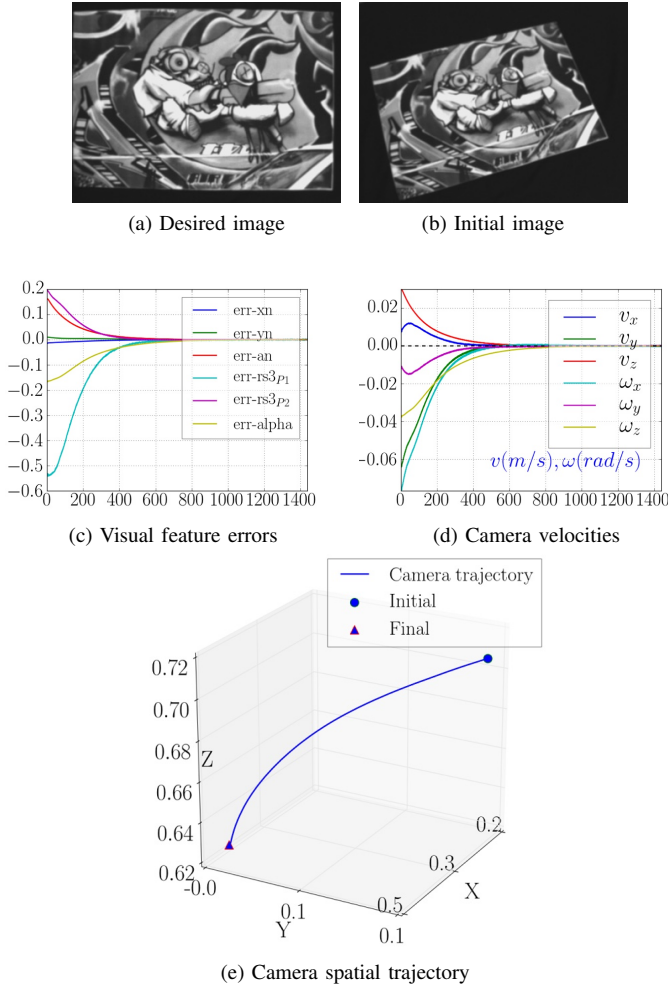 (a) Desired image
(b) Initial image
0.2
0.1
0.0
−0.1
−0.2
−0.3
−0.4
−0.5
−0.6
0 200 400 600 800 1000 1200 1400
err-xn
err-yn
err-an
err-rs3P1
err-rs3P2
err-alpha
(c) Visual feature errors
0.02
0.00
−0.02
−0.04
−0.06
0 200 400 600 800 1000 1200 1400
vx
vy
vz
ωx
ωy
ωz
v(m/s), ω(rad/s)
(d) Camera velocities
Camera trajectory
Initial
Final
0.72
0.70
0.68
Z
0.66
0.64
0.62
-0.0
0.1
Y
0.1
0.5
0.3
X
0.2
(e) Camera spatial trajectory